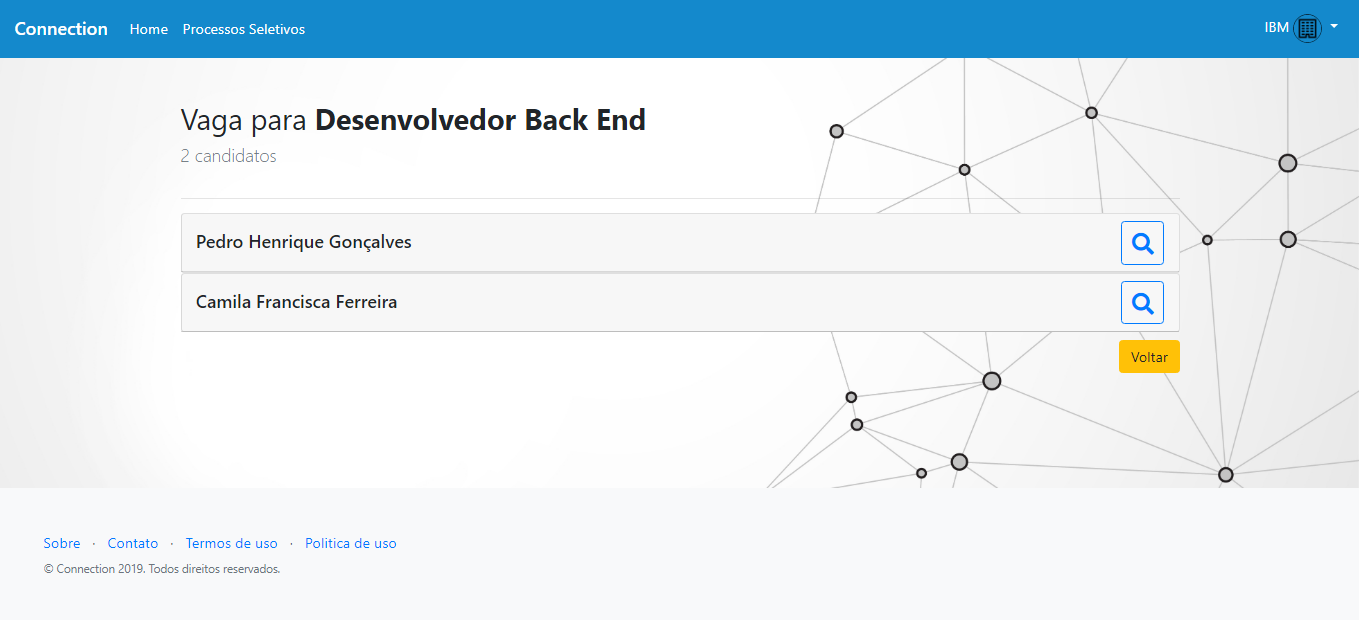 Connection Home Processos Seletivos IBM
Vaga para Desenvolvedor Back End
2 candidatos
Pedro Henrique Gonçalves
Camila Francisca Ferreira
Voltar
Sobre · Contato · Termos de uso · Politica de uso
© Connection 2019. Todos direitos reservados.